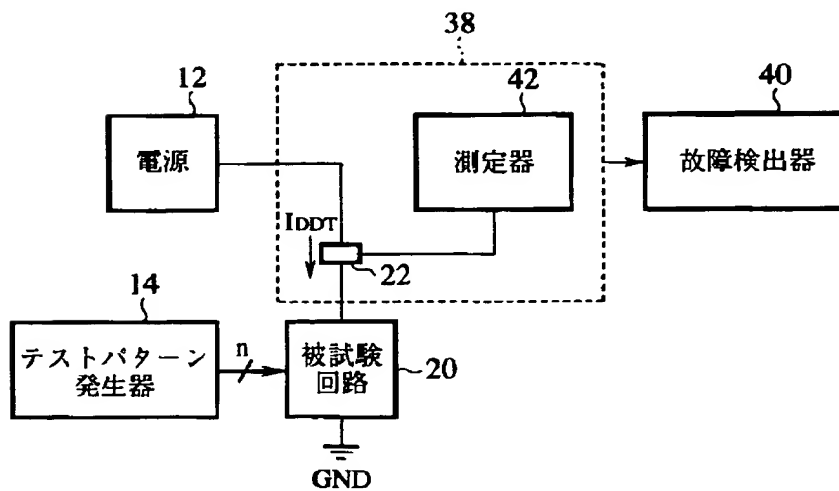 38
12
42
40
電源
測定器
故障検出器
IDDT
22
14
テストパターン
発生器
n
被試験
回路
20
GND